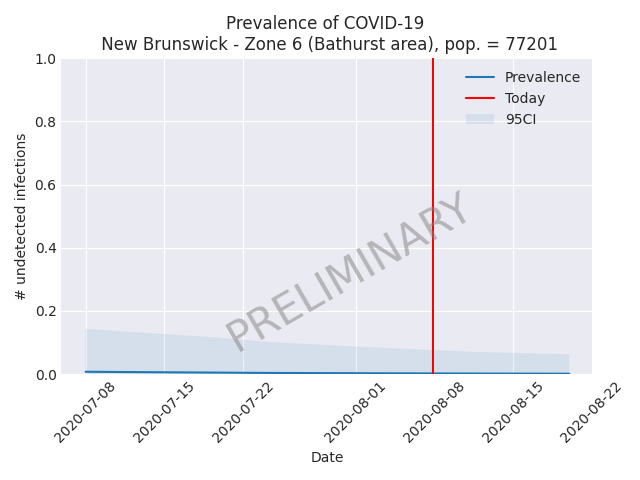 Prevalence of COVID-19
New Brunswick - Zone 6 (Bathurst area), pop. = 77201
1.0
0.8
0.6
0.4
0.2
0.0
# undetected infections
Prevalence
Today
95CI
PRELIMINARY
2020-07-08
2020-07-15
2020-07-22
2020-08-01
2020-08-08
2020-08-15
2020-08-22
Date